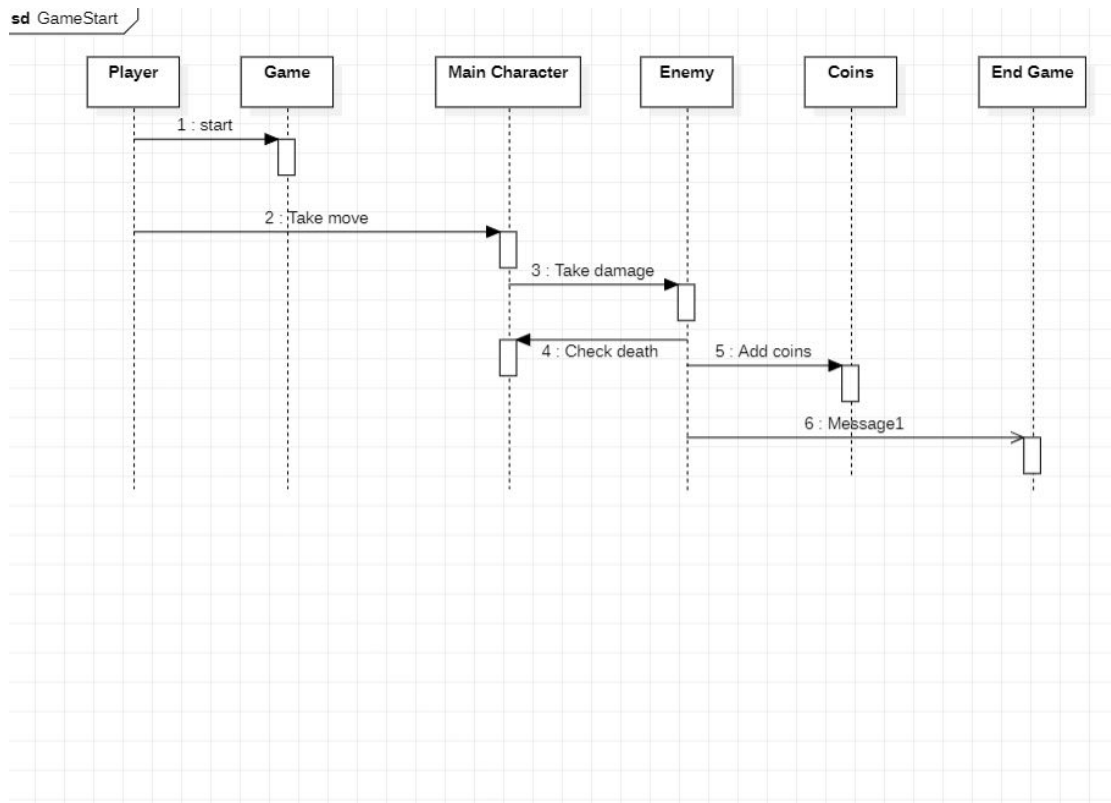 sd GameStart
Player
Game
Main Character
Enemy
Coins
End Game
1 : start
2 : Take move
3 : Take damage
4 : Check death
5 : Add coins
6 : Message1